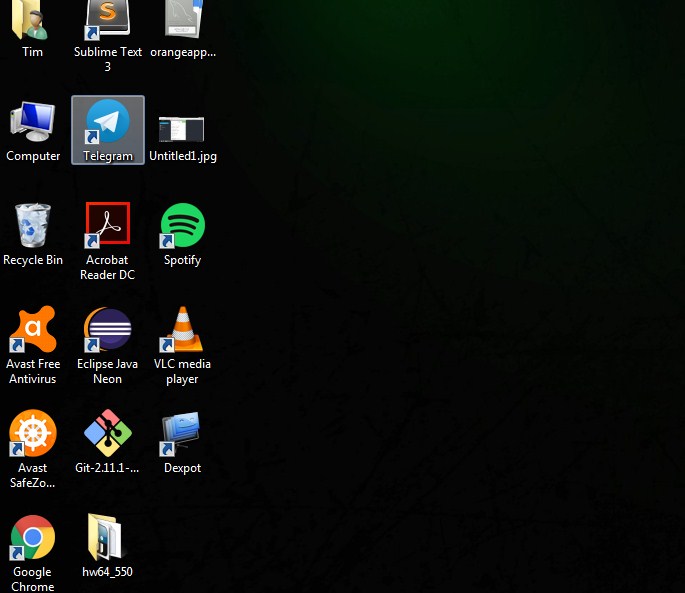 Tim
Sublime Text
3
orangeapp...
Computer
Telegram
Untitled1.jpg
Recycle Bin
Acrobat
Reader DC
Spotify
Avast Free
Antivirus
Eclipse Java
Neon
VLC media
player
Avast
SafeZo...
Git-2.11.1-...
Dexpot
Google
Chrome
hw64_550